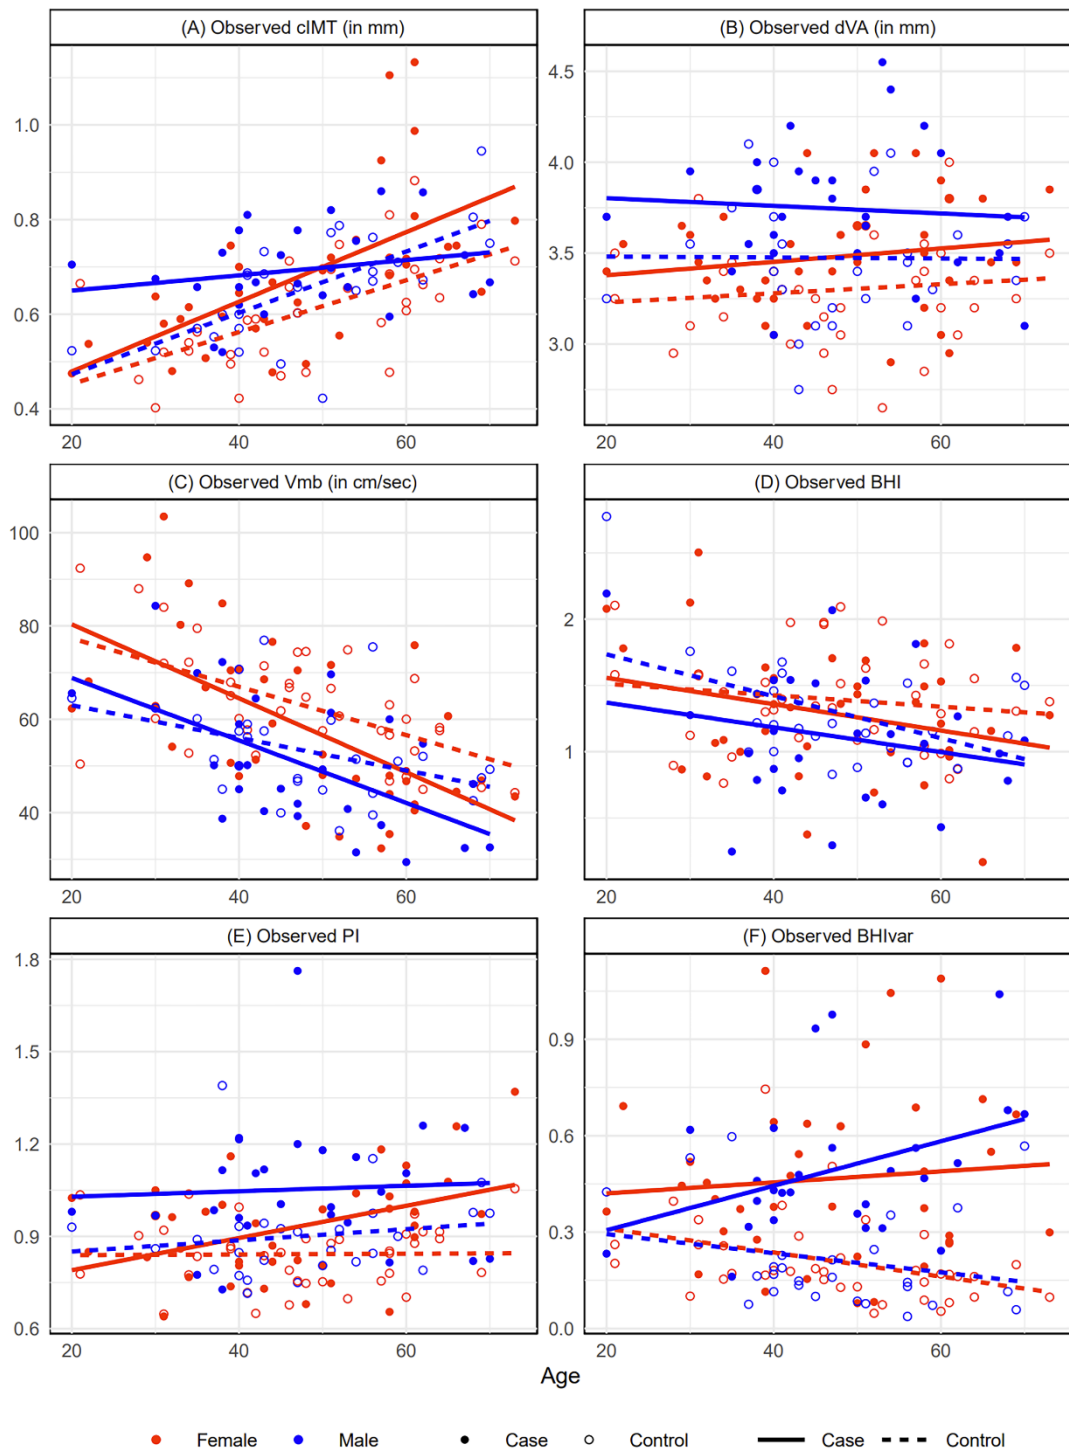 (A) Observed cIMT (in mm)
(B) Observed dVA (in mm)
1.0
0.8
0.6
0.4
20 40 60
4.5
4.0
3.5
3.0
20 40 60
(C) Observed Vmb (in cm/sec)
(D) Observed BHI
100
80
60
40
20 40 60
2
1
20 40 60
(E) Observed PI
(F) Observed BHIvar
1.8
1.5
1.2
0.9
0.6
20 40 60
0.9
0.6
0.3
0.0
20 40 60
Age
Female Male Case Control Case Control